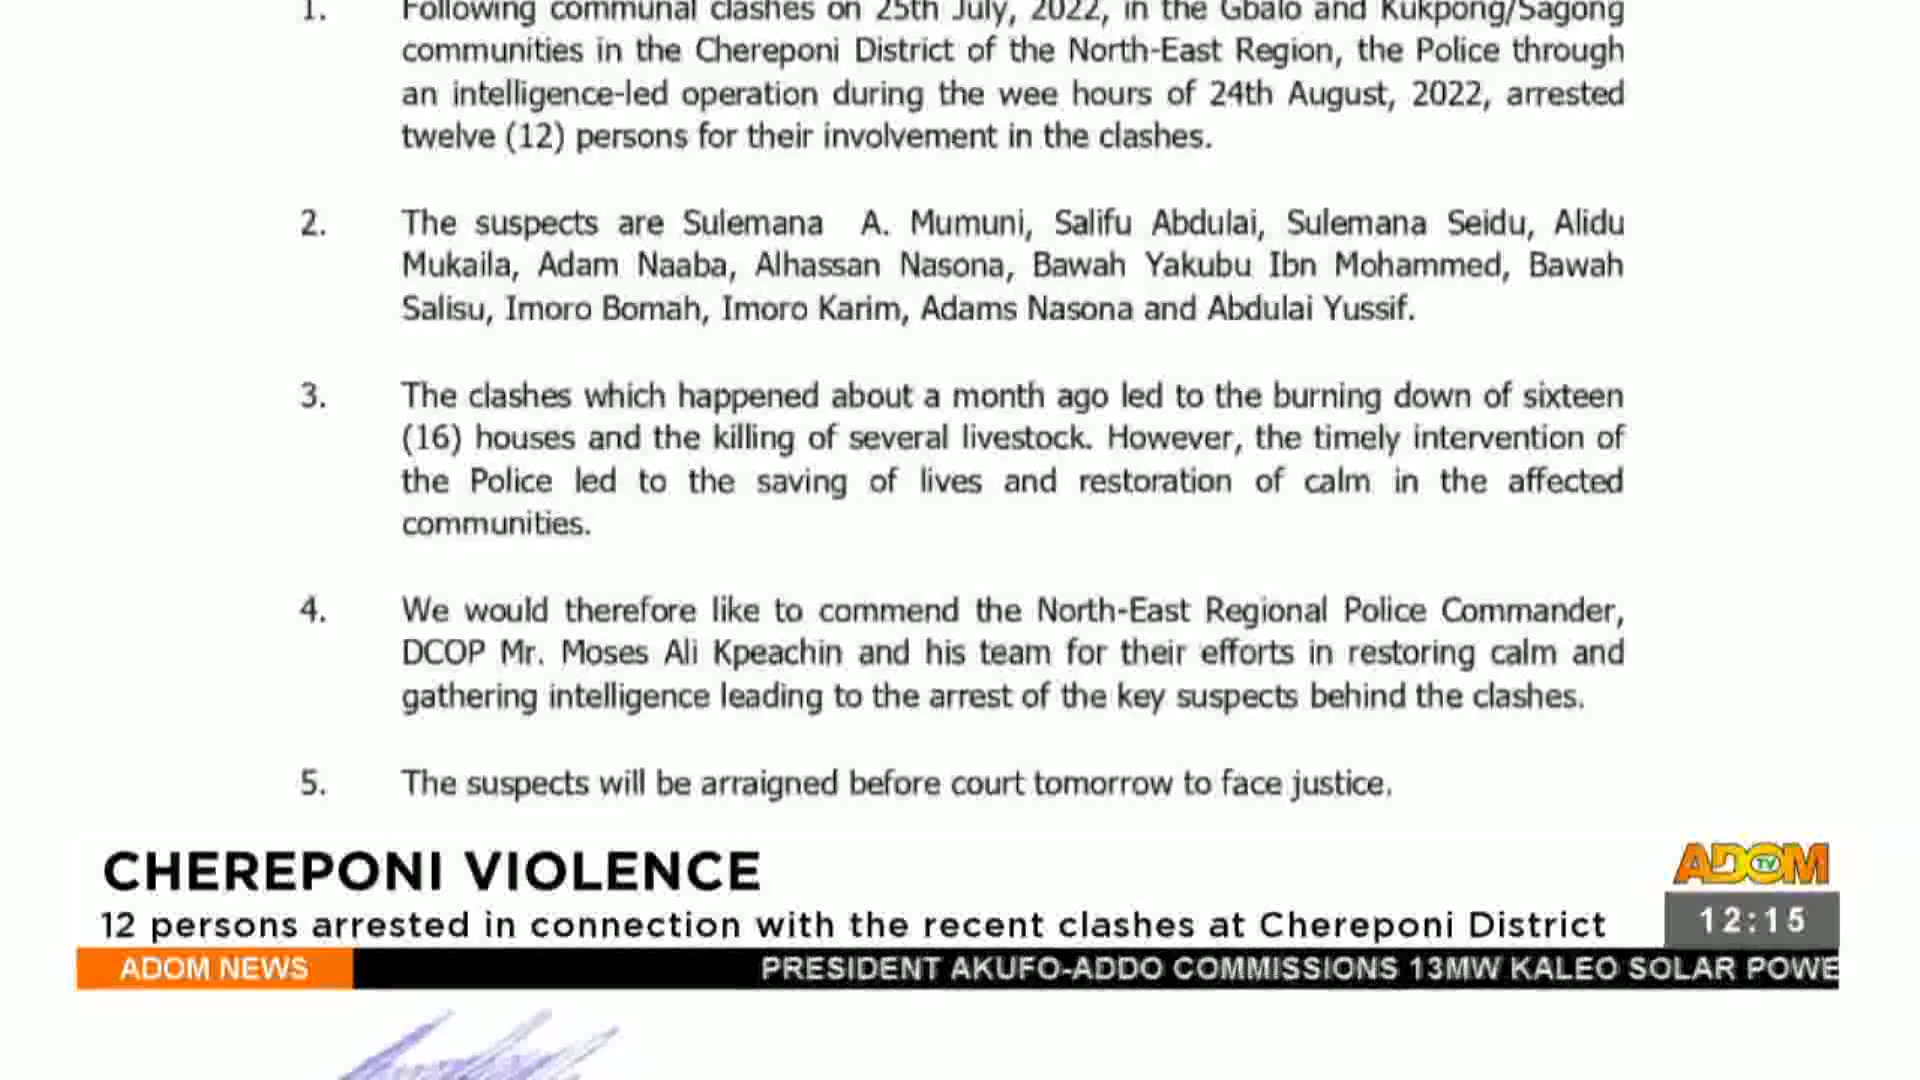 1. Following communal clashes on 25th July, 2022, in the Gbalo and Kukpong/Sagong
communities in the Chereponi District of the North-East Region, the Police through
an intelligence-led operation during the wee hours of 24th August, 2022, arrested
twelve (12) persons for their involvement in the clashes.
2. The suspects are Sulemana A. Mumuni, Salifu Abdulai, Sulemana Seidu, Alidu
Mukaila, Adam Naaba, Alhassan Nasona, Bawah Yakubu Ibn Mohammed, Bawah
Salisu, Imoro Bomah, Imoro Karim, Adams Nasona and Abdulai Yussif.
3. The clashes which happened about a month ago led to the burning down of sixteen
(16) houses and the killing of several livestock. However, the timely intervention of
the Police led to the saving of lives and restoration of calm in the affected
communities.
4. We would therefore like to commend the North-East Regional Police Commander,
DCOP Mr. Moses Ali Kpeachin and his team for their efforts in restoring calm and
gathering intelligence leading to the arrest of the key suspects behind the clashes.
5. The suspects will be arraigned before court tomorrow to face justice.
CHEREPONI VIOLENCE
ADOM TV
12 persons arrested in connection with the recent clashes at Chereponi District
12:15
ADOM NEWS
PRESIDENT AKUFO-ADDO COMMISSIONS 13MW KALEO SOLAR POWE